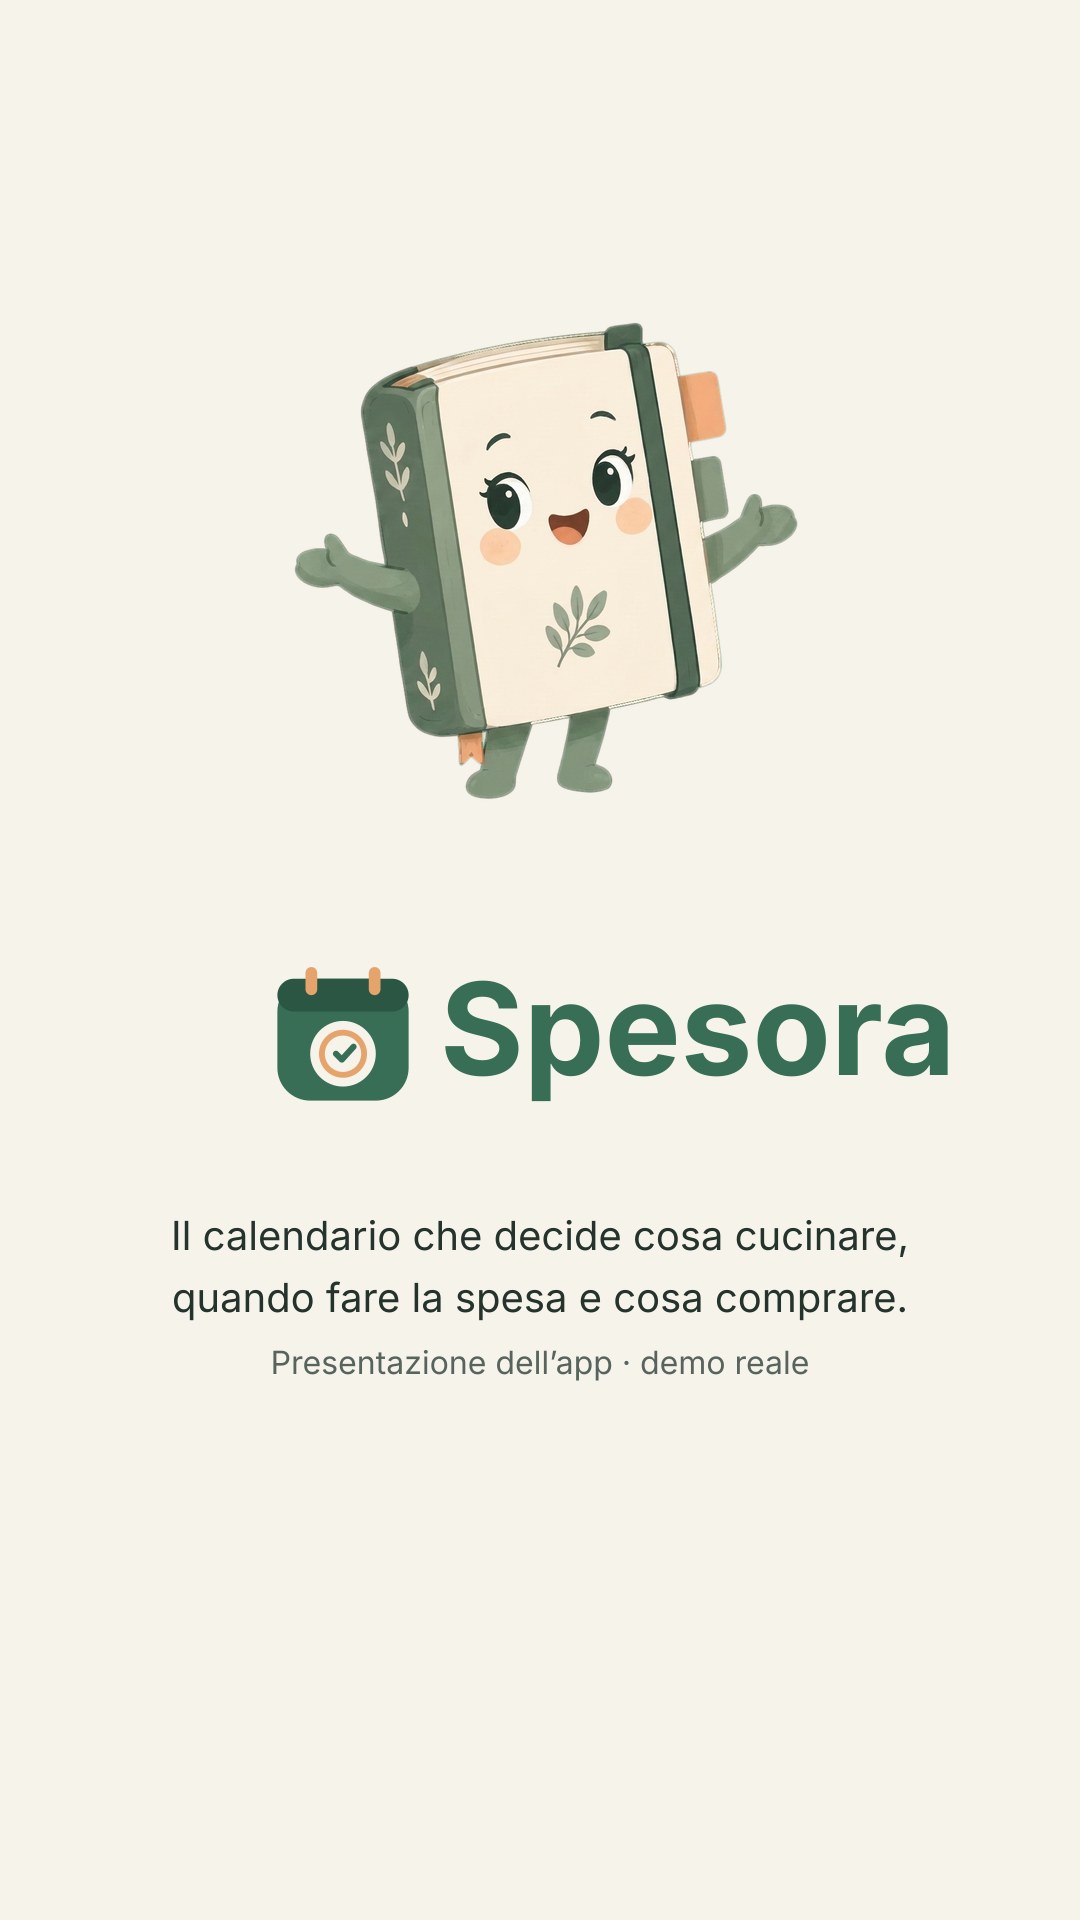 Spesora
Il calendario che decide cosa cucinare,
quando fare la spesa e cosa comprare.
Presentazione dell’app · demo reale